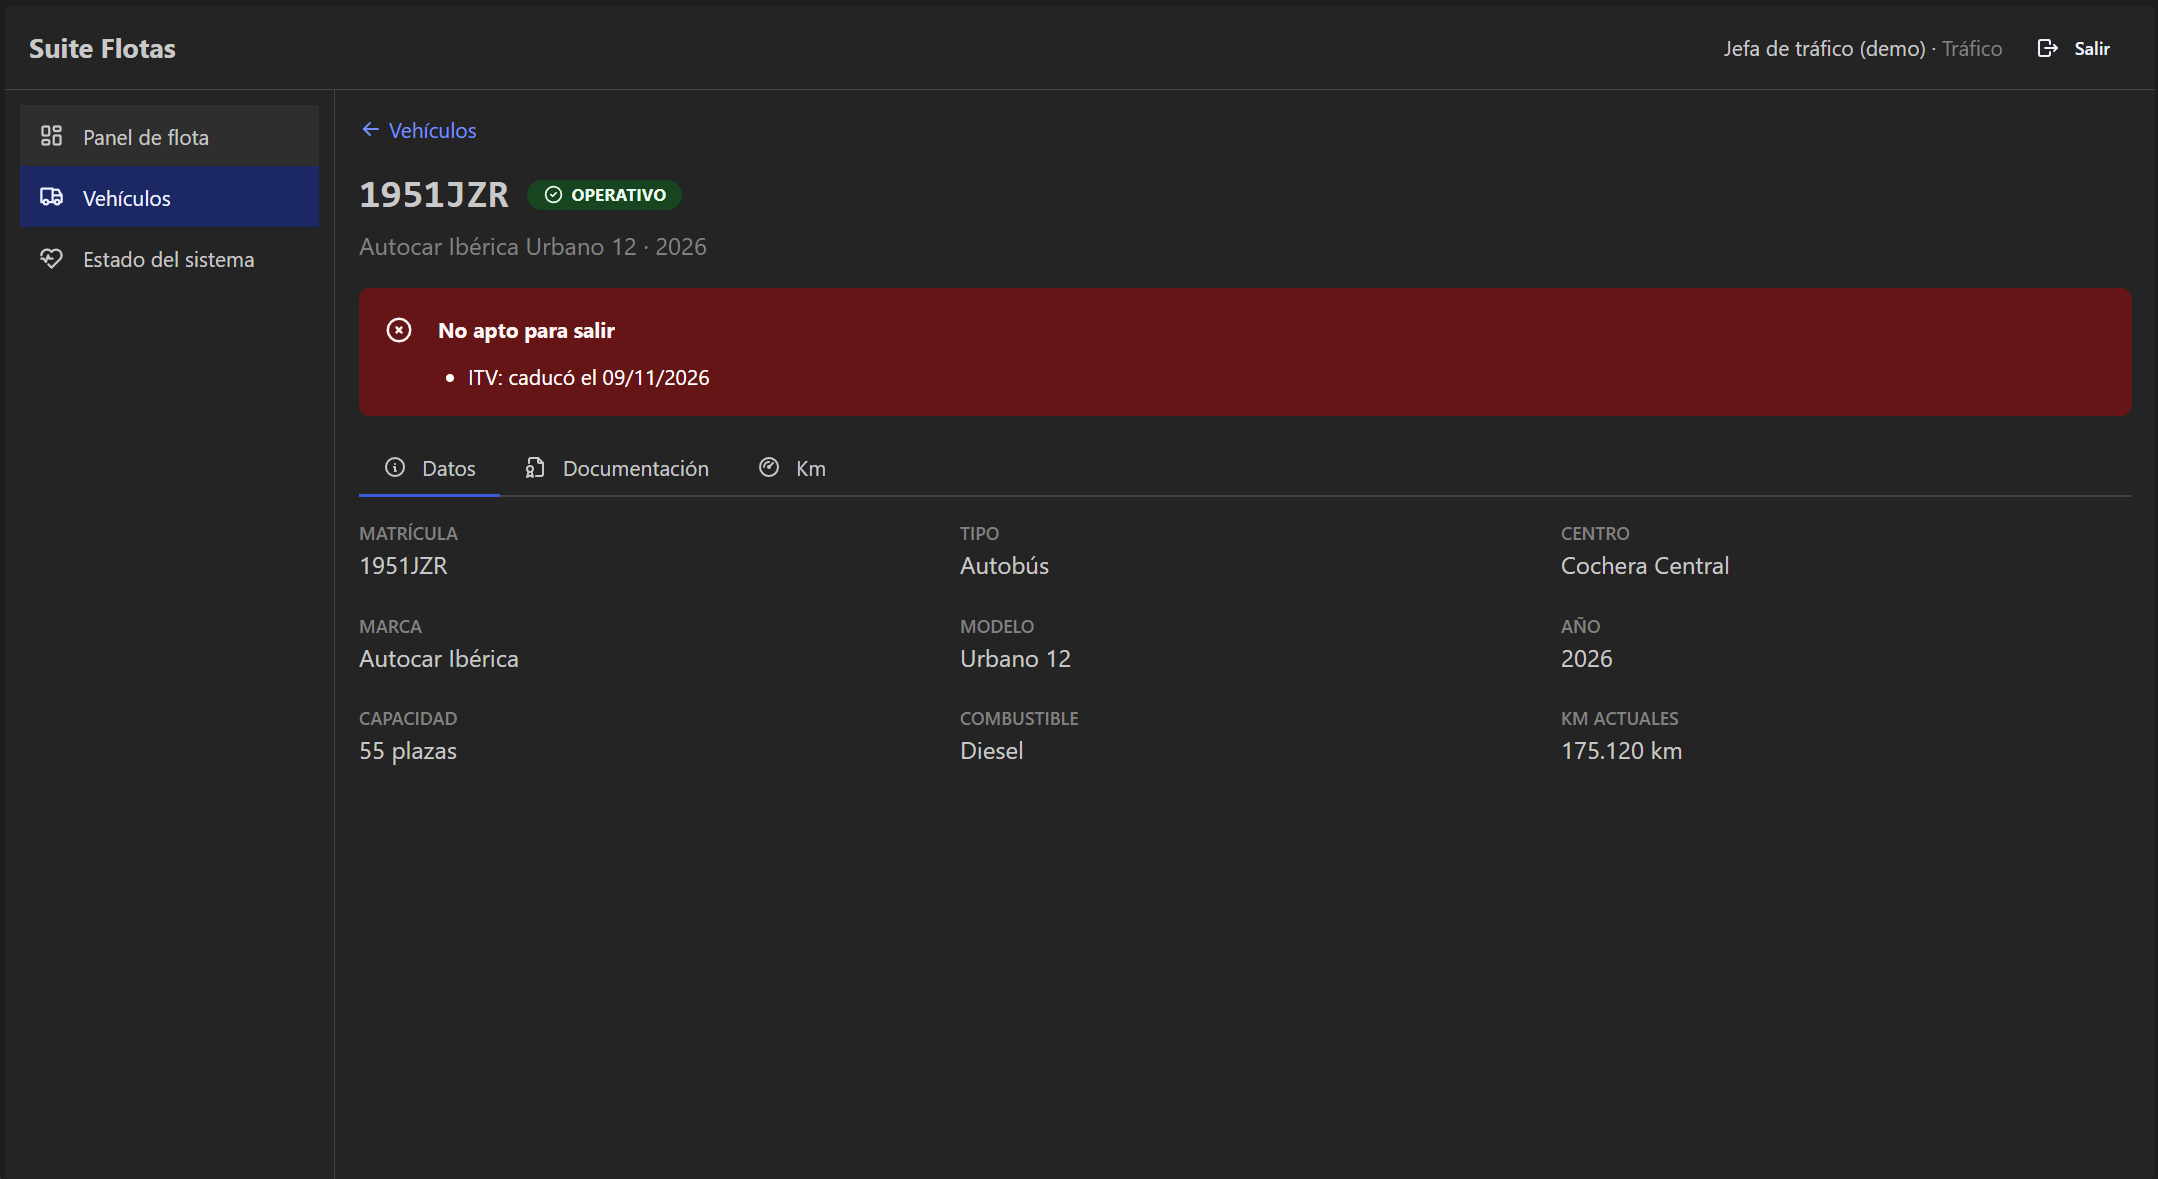 Suite Flotas
Jefa de tráfico (demo) · Tráfico
Salir
Panel de flota
Vehículos
Estado del sistema
← Vehículos
1951JZR
OPERATIVO
Autocar Ibérica Urbano 12 · 2026
No apto para salir
• ITV: caducó el 09/11/2026
Datos
Documentación
Km
MATRÍCULA
1951JZR
TIPO
Autobús
CENTRO
Cochera Central
MARCA
Autocar Ibérica
MODELO
Urbano 12
AÑO
2026
CAPACIDAD
55 plazas
COMBUSTIBLE
Diesel
KM ACTUALES
175.120 km